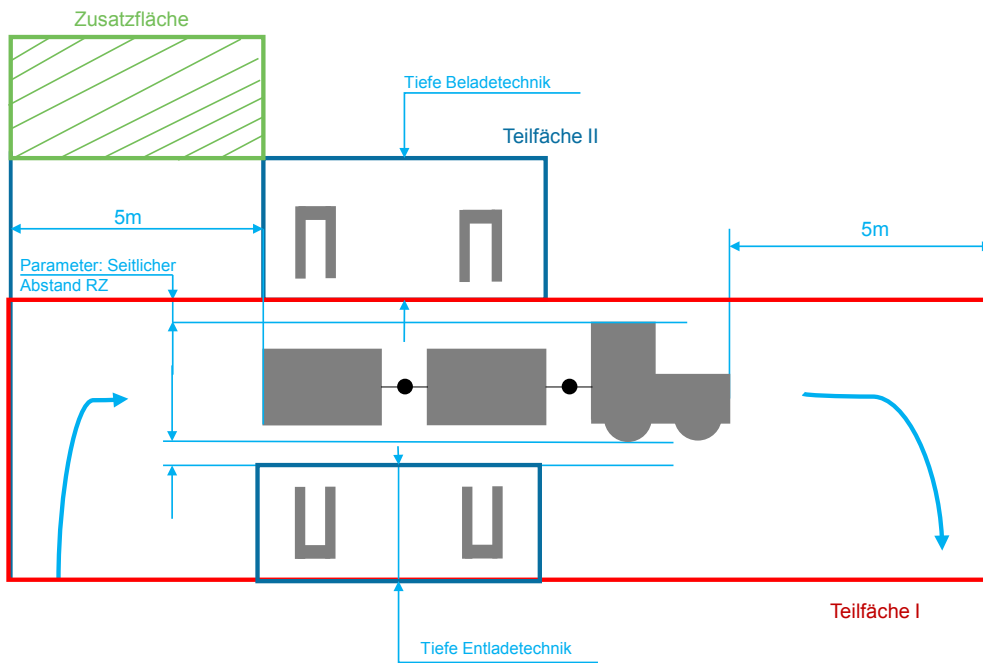 Zusatzfläche
Tiefe Beladetechnik
Teilfäche II
5m
5m
Parameter: Seitlicher
Abstand RZ
Teilfäche I
Tiefe Entladetechnik